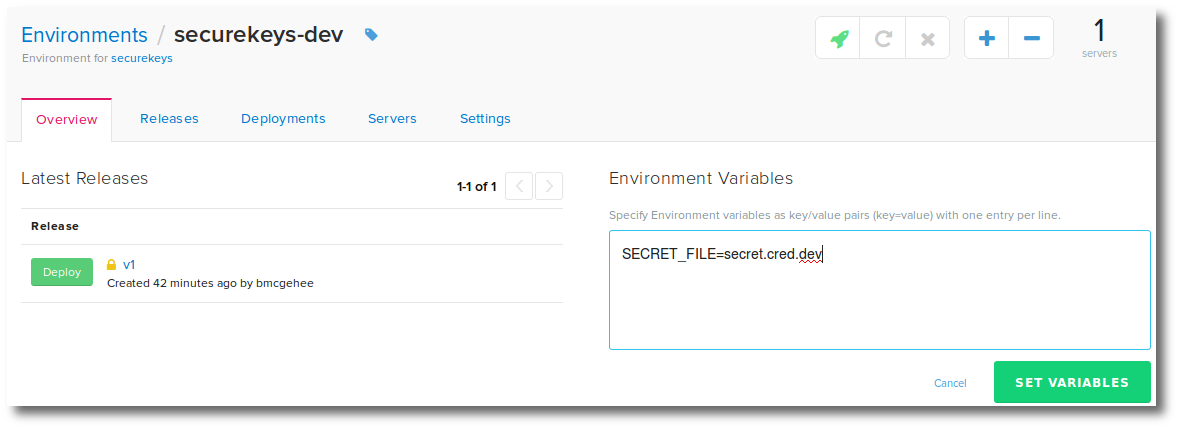 Environments / securekeys-dev
Environment for securekeys
1
servers
Overview
Releases
Deployments
Servers
Settings
Latest Releases
1-1 of 1
Release
Deploy
v1
Created 42 minutes ago by bmcgehee
Environment Variables
Specify Environment variables as key/value pairs (key=value) with one entry per line.
SECRET_FILE=secret.cred.dev
Cancel
SET VARIABLES